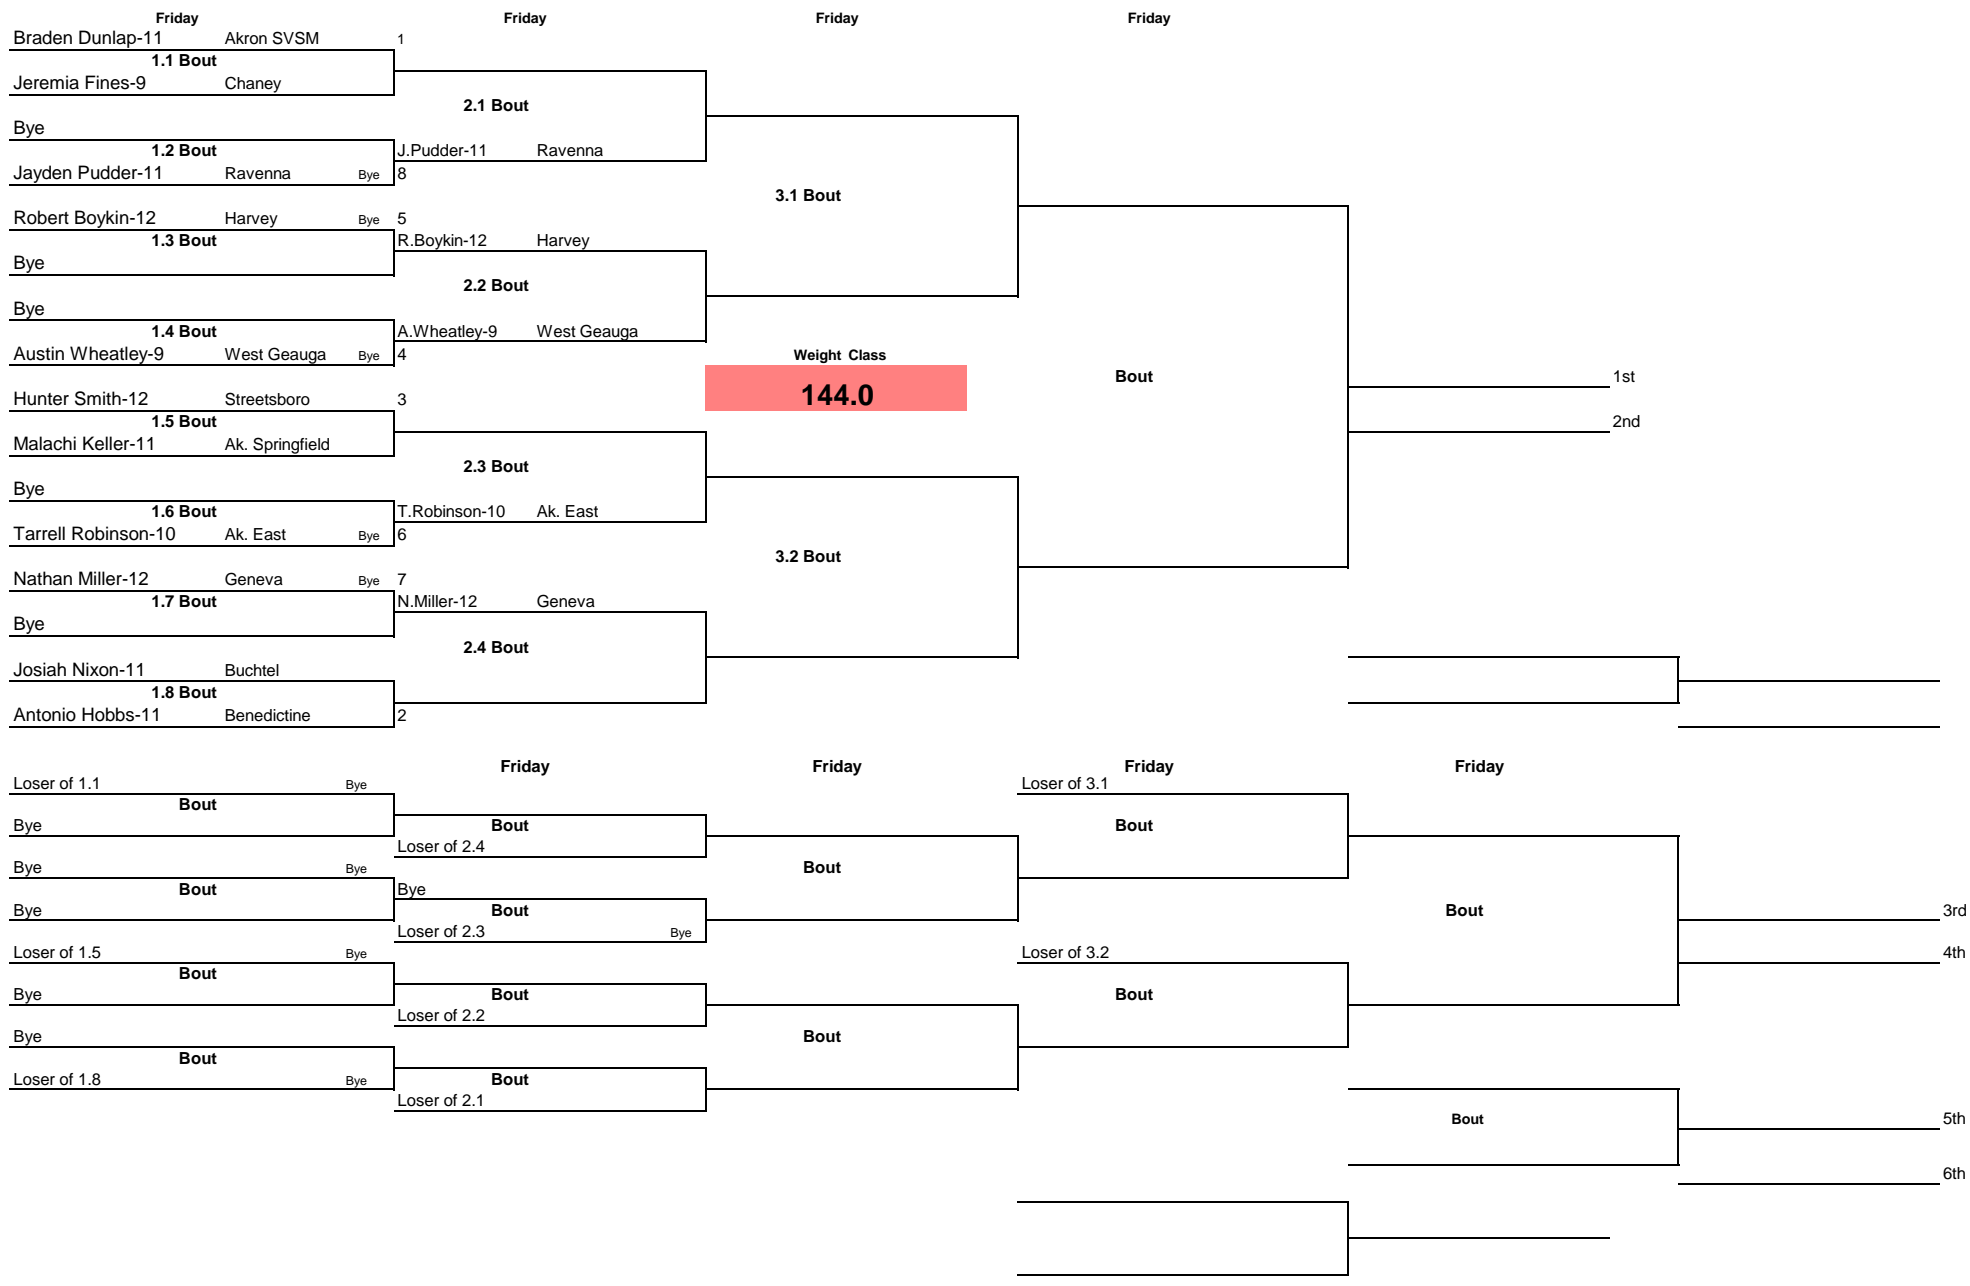 Friday Friday Friday Friday
Braden Dunlap-11 Akron SVSM 1
1.1 Bout
Jeremia Fines-9 Chaney
2.1 Bout
Bye
1.2 Bout J.Pudder-11 Ravenna
Jayden Pudder-11 Ravenna Bye 8
3.1 Bout
Robert Boykin-12 Harvey Bye 5
1.3 Bout R.Boykin-12 Harvey
Bye
2.2 Bout
Bye
1.4 Bout A.Wheatley-9 West Geauga
Austin Wheatley-9 West Geauga Bye 4 Weight Class
Bout 1st
144.0
Hunter Smith-12 Streetsboro 3
1.5 Bout 2nd
Malachi Keller-11 Ak. Springfield
2.3 Bout
Bye
1.6 Bout T.Robinson-10 Ak. East
Tarrell Robinson-10 Ak. East Bye 6
3.2 Bout
Nathan Miller-12 Geneva Bye 7
1.7 Bout N.Miller-12 Geneva
Bye
2.4 Bout
Josiah Nixon-11 Buchtel
1.8 Bout
Antonio Hobbs-11 Benedictine 2
Friday Friday Friday Friday
Loser of 1.1 Bye Loser of 3.1
Bout
Bye Bout Bout
Loser of 2.4
Bye Bye Bout
Bout Bye
Bye Bout Bout 3rd
Loser of 2.3 Bye
Loser of 1.5 Bye Loser of 3.2 4th
Bout
Bye Bout Bout
Loser of 2.2
Bye Bout
Bout
Loser of 1.8 Bye Bout
Loser of 2.1
Bout 5th
6th